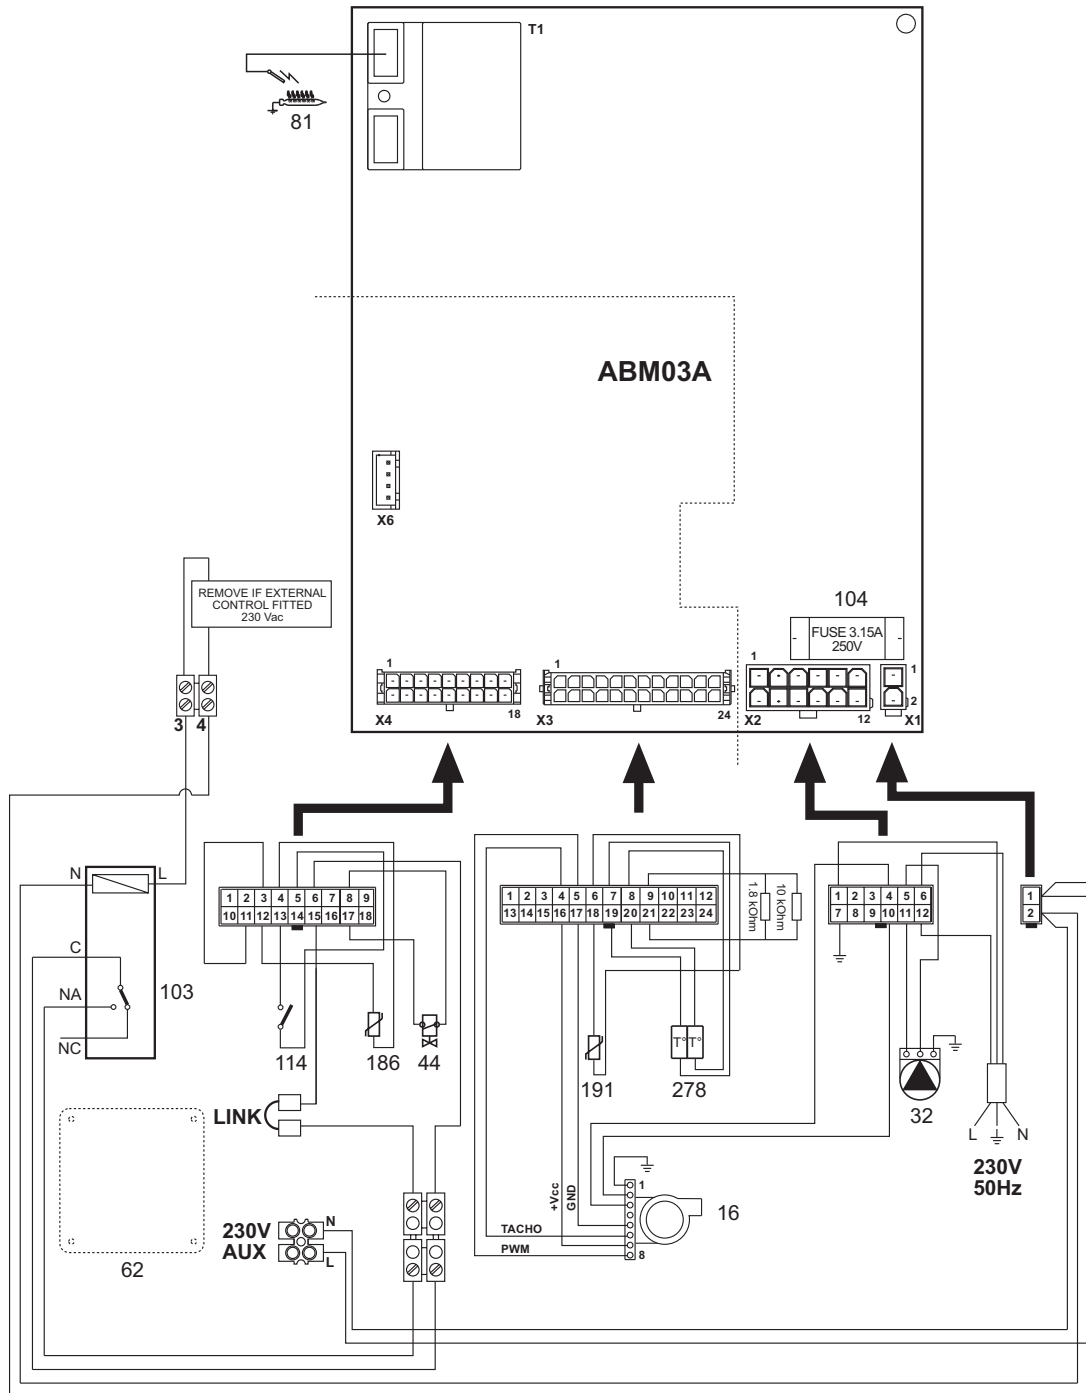 T1
81
ABM03A
X6
REMOVE IF EXTERNAL
CONTROL FITTED
230 Vac
104
FUSE 3.15A
250V
1
1
1
1
3 4
X4
18
X3
24
X2
12
2
X1
N
L
1 2 3 4 5 6 7 8 9
10 11 12 13 14 15 16 17 18
1 2 3 4 5 6 7 8 9 10 11 12
13 14 15 16 17 18 19 20 21 22 23 24
1.8 kOhm
10 kOhm
1 2 3 4 5 6
7 8 9 10 11 12
1
2
C
NA
NC
103
114
186
44
191
T° T°
278
32
LINK
L
N
230V
50Hz
62
230V
AUX
N
L
+Vcc
GND
TACHO
PWM
1
8
16